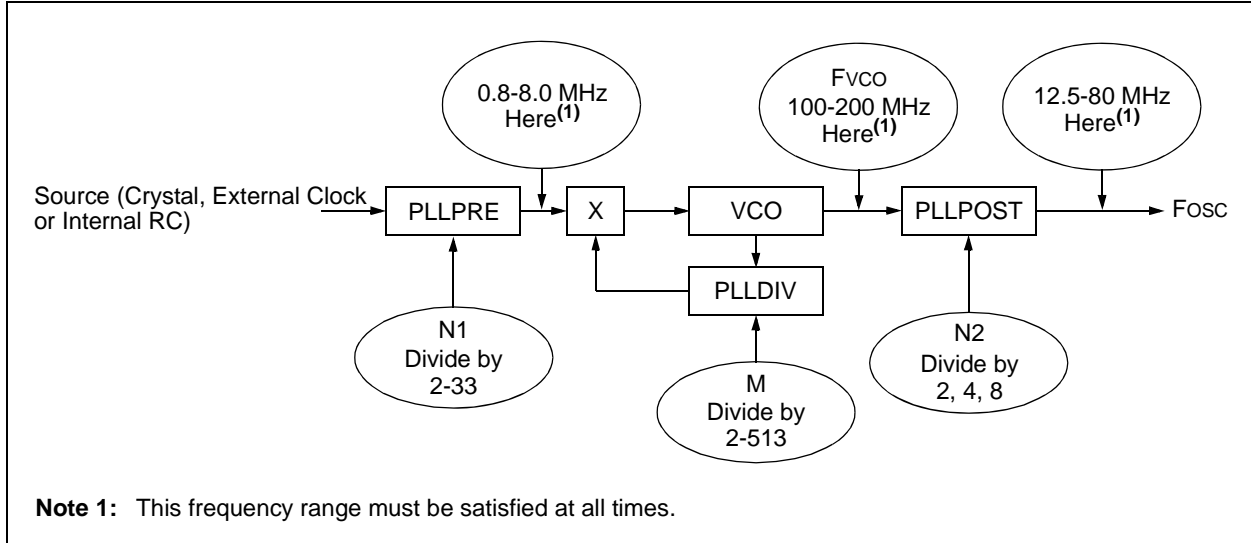 0.8-8.0 MHz
Here(1)
FVCO
100-200 MHz
Here(1)
12.5-80 MHz
Here(1)
Source (Crystal, External Clock
or Internal RC)
PLLPRE
X
VCO
PLLPOST
FOSC
PLLDIV
N1
Divide by
2-33
M
Divide by
2-513
N2
Divide by
2, 4, 8
Note 1: This frequency range must be satisfied at all times.